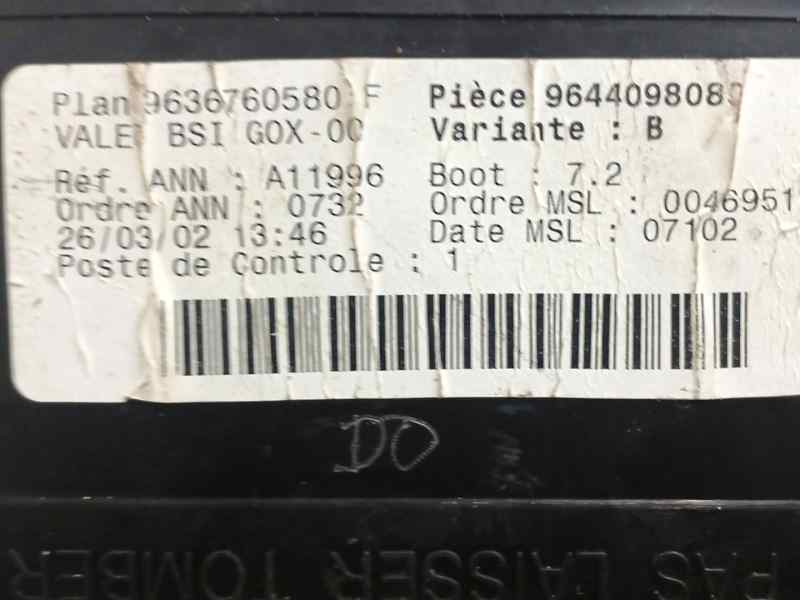 Plan 9636760580 F Pièce 964409808
VALEO BSI GOX-00 Variante : B
Réf. ANN : A11996 Boot : 7.2
Ordre ANN : 0732 Ordre MSL : 0046951
26/03/02 13:46 Date MSL : 07102
Poste de Controle : 1
DO
PAS LAISSER TOMBER